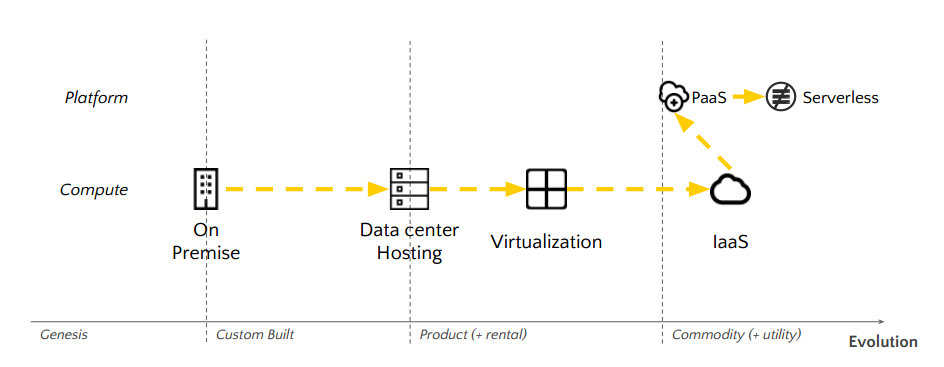 Platform
PaaS
Serverless
Compute
On
Premise
Data center
Hosting
Virtualization
IaaS
Genesis
Custom Built
Product (+ rental)
Commodity (+ utility)
Evolution